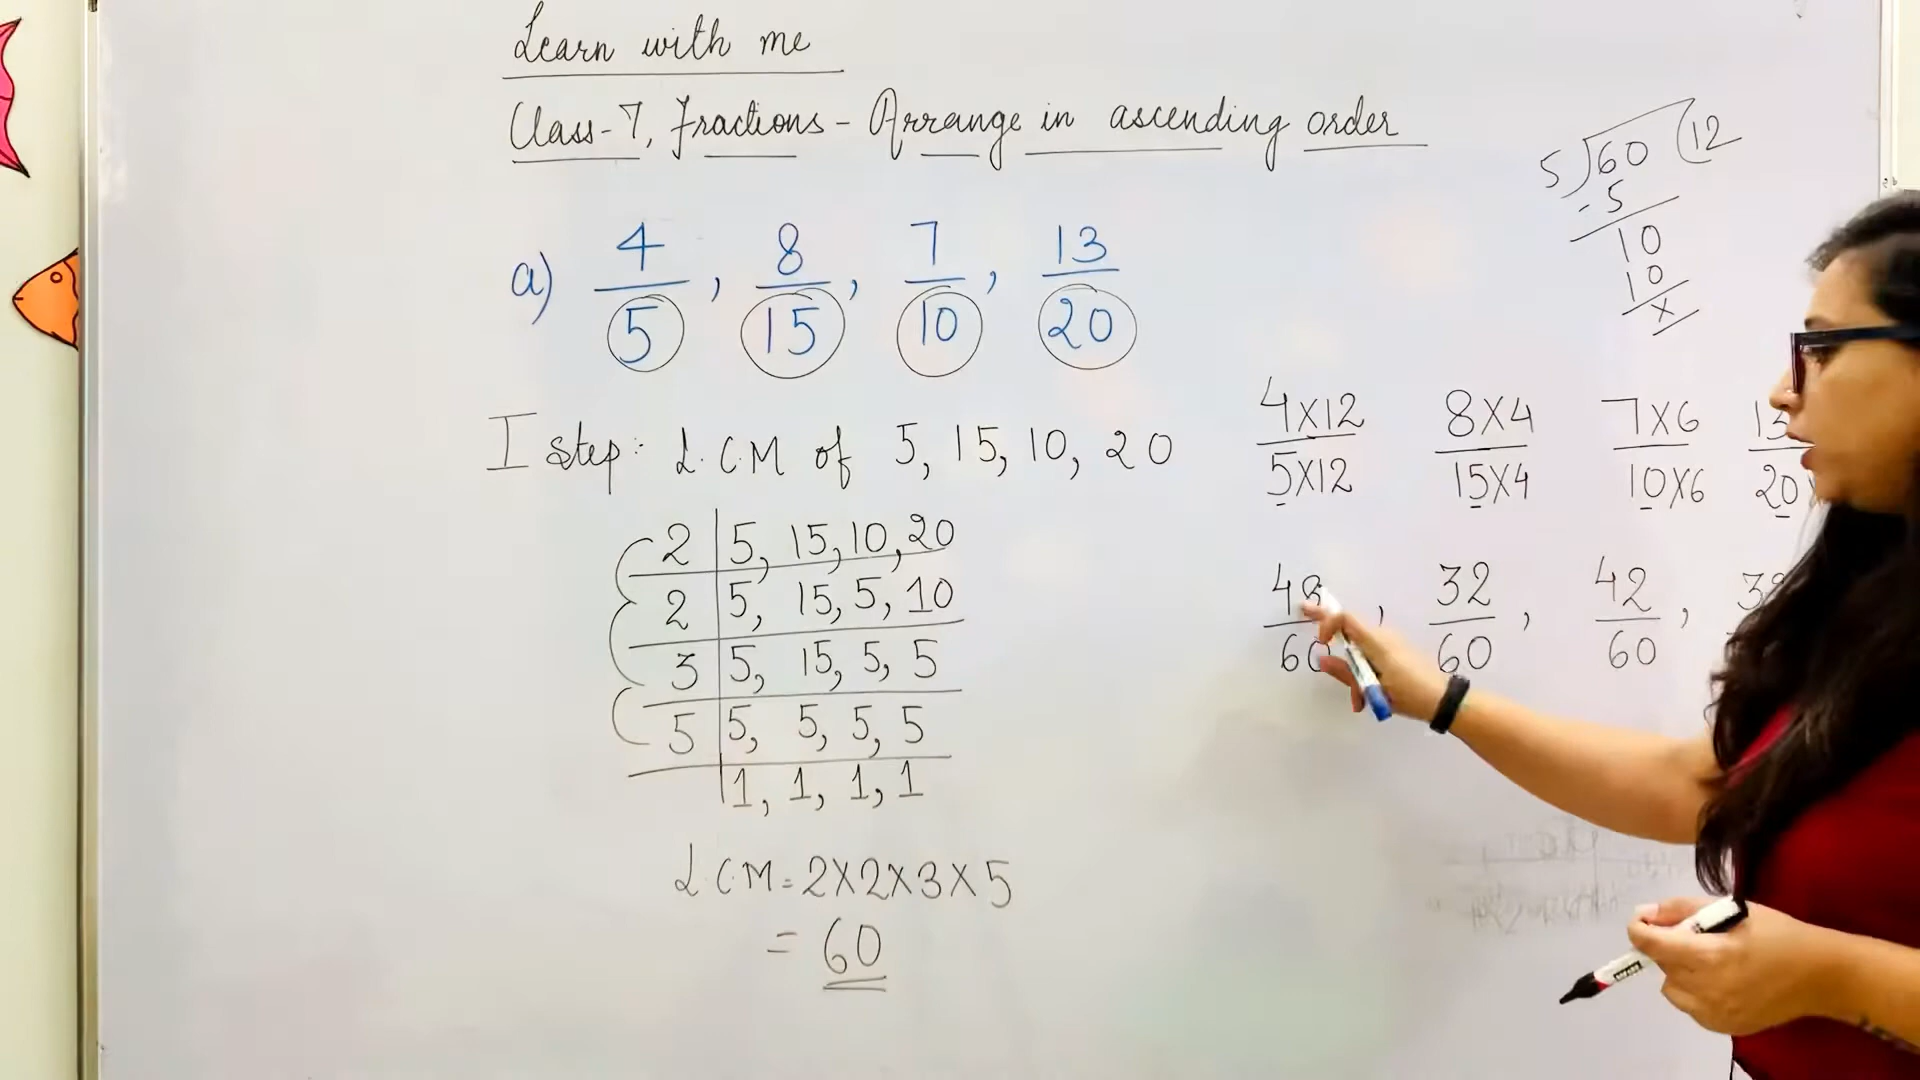 Learn with me
Class-7, Fractions - Arrange in ascending order
a) 4/5, 8/15, 7/10, 13/20
I step: L.C.M of 5, 15, 10, 20
2 | 5, 15, 10, 20
2 | 5, 15, 5, 10
3 | 5, 15, 5, 5
5 | 5, 5, 5, 5
1, 1, 1, 1
L.C.M = 2X2X3X5
= 60
5)60(12
-5
10
10
x
4X12/5X12 8X4/15X4 7X6/10X6 13/20
48/60, 32/60, 42/60,